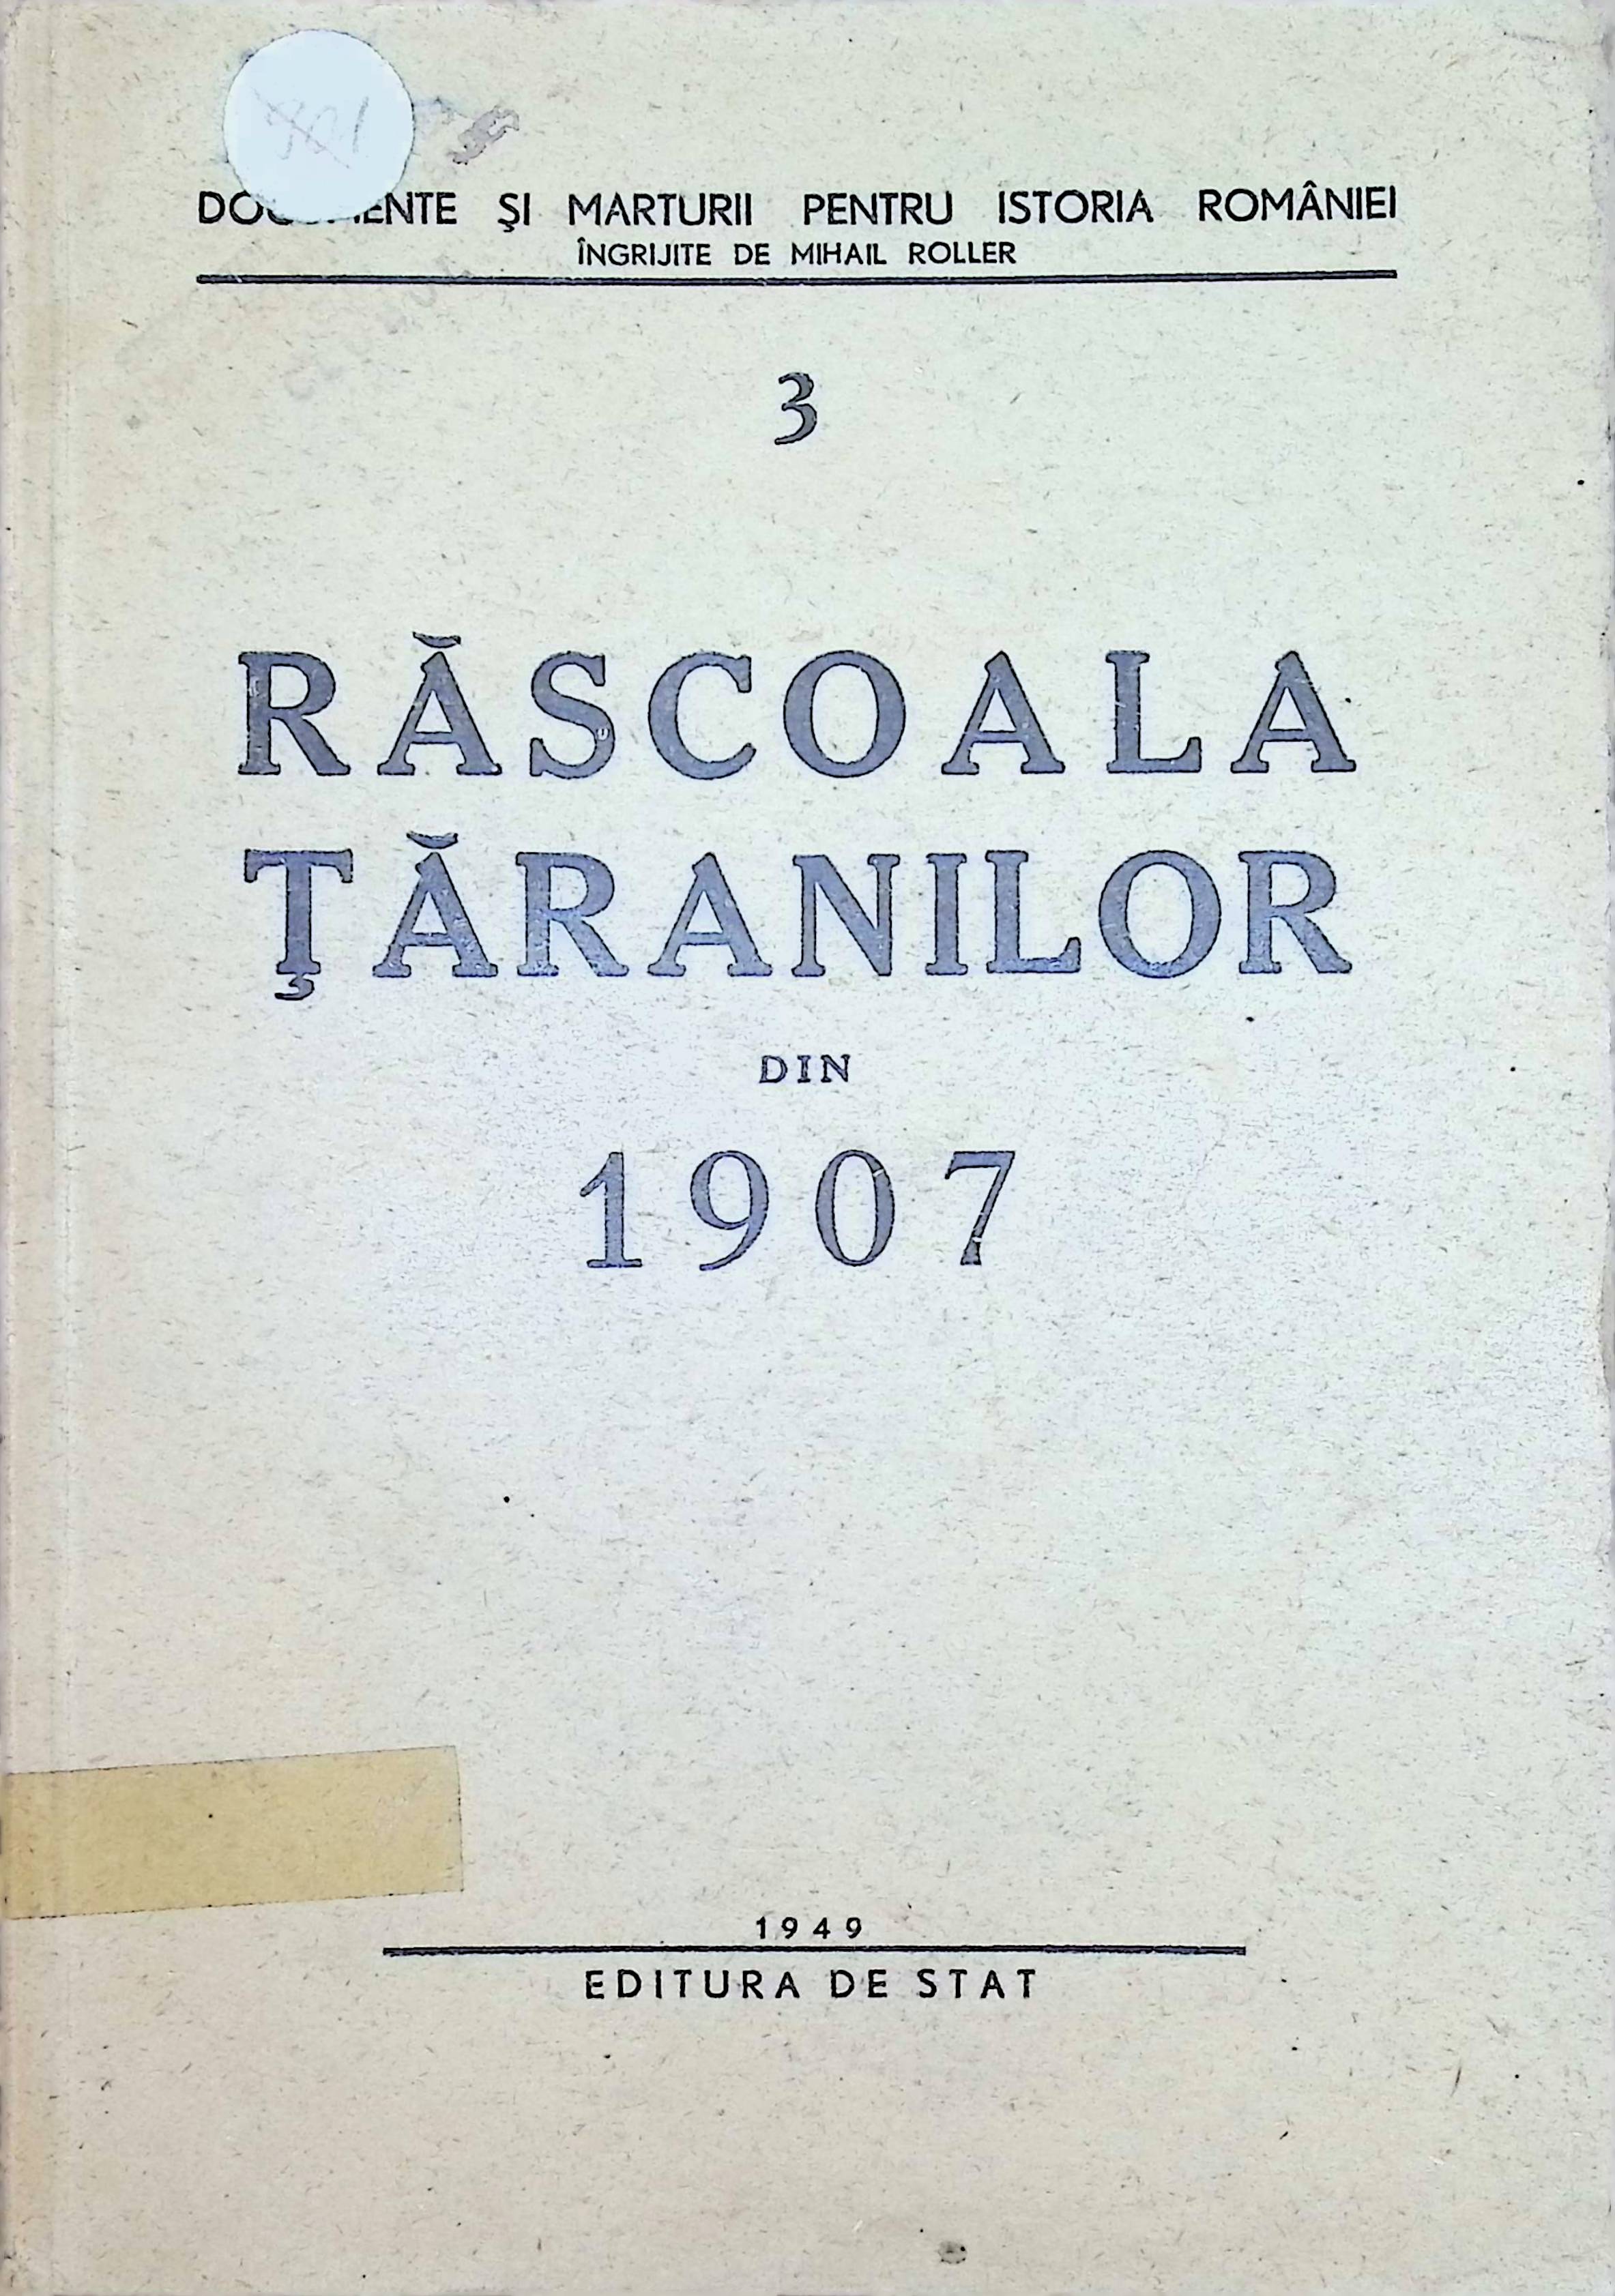 DOCUMENTE ŞI MARTURII PENTRU ISTORIA ROMÂNIEI
ÎNGRIJITE DE MIHAIL ROLLER
3
RĂSCOALA
ŢĂRANILOR
DIN
1907
1949
EDITURA DE STAT